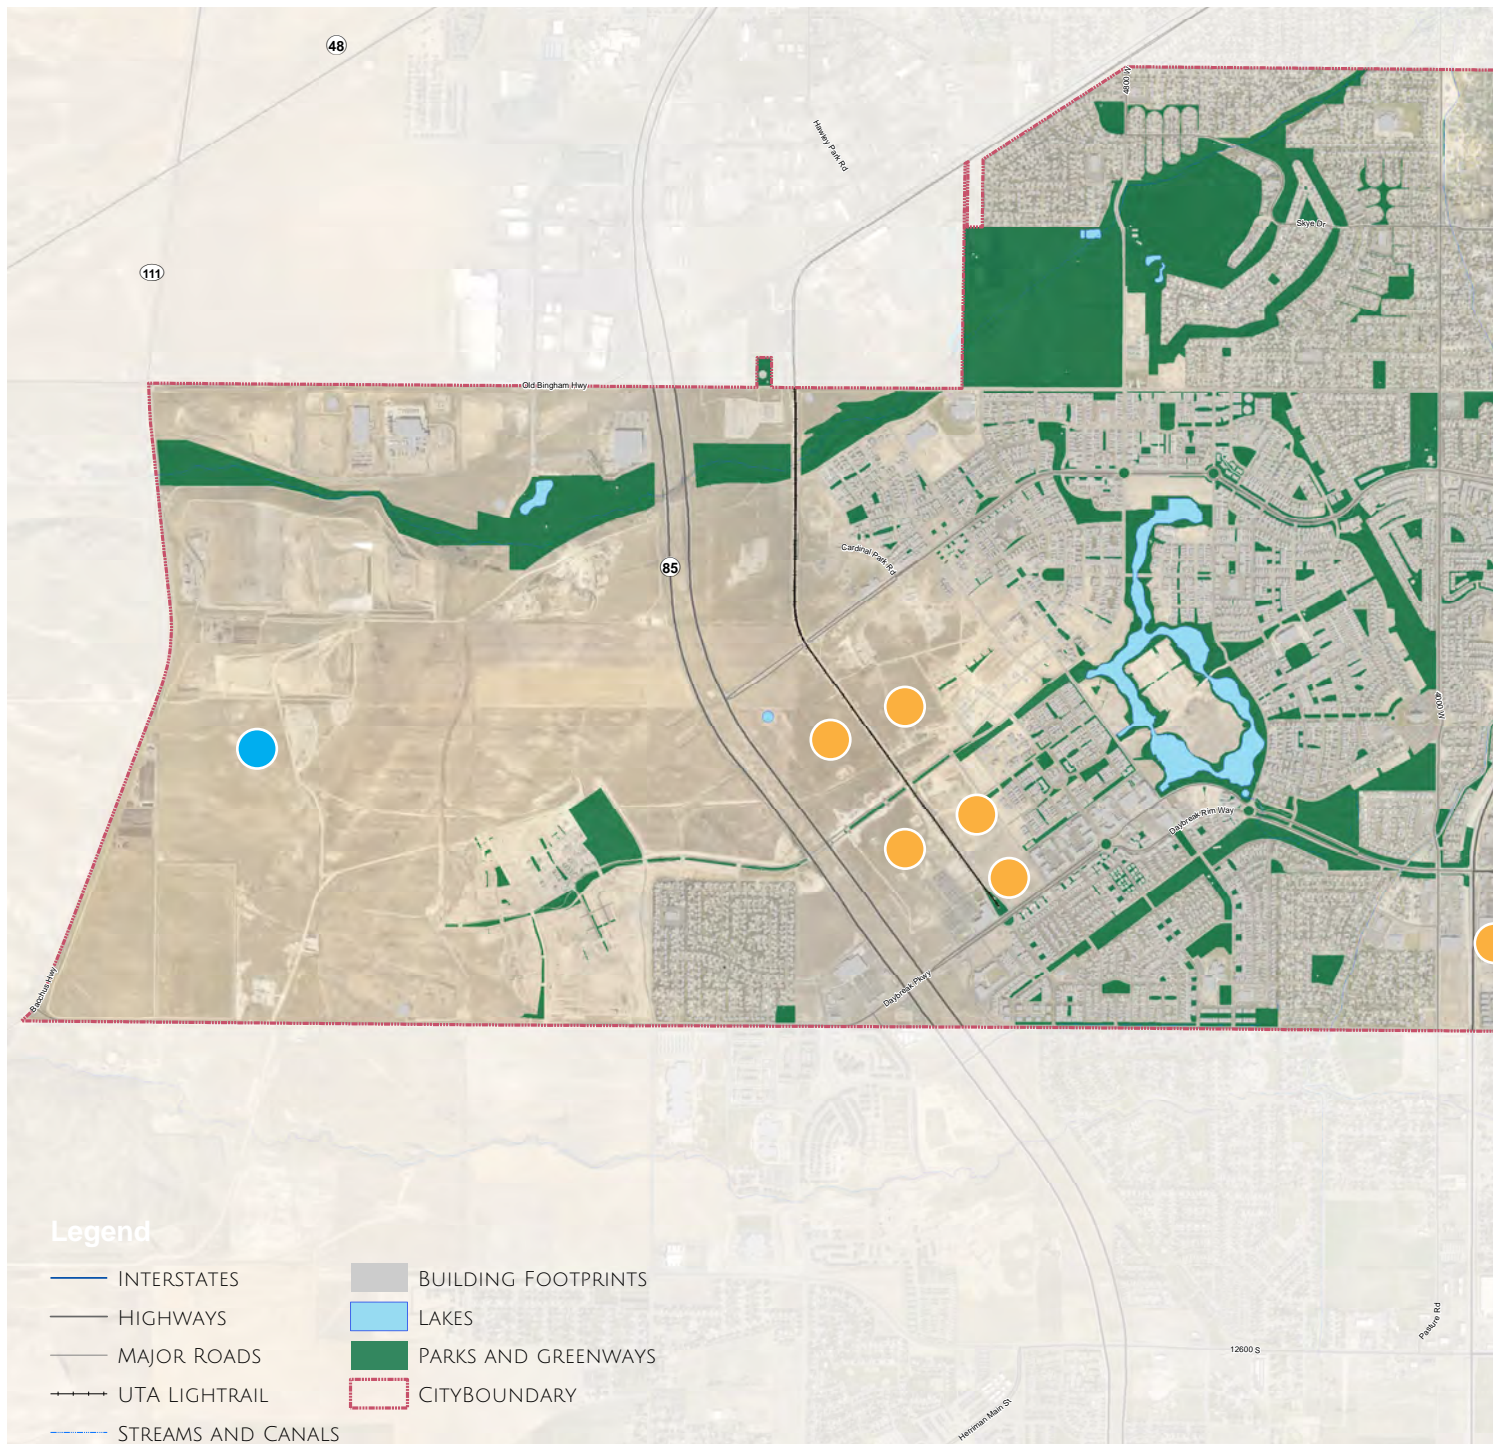 48
4800 W
Hawley Park Rd
Skye Dr
111
Old Bingham Hwy
85
Cardinal Park Rd
4000 W
Daybreak Rim Way
Bacchus Hwy
Daybreak Pkwy
Legend
INTERSTATES
HIGHWAYS
MAJOR ROADS
UTA LIGHTRAIL
STREAMS AND CANALS
BUILDING FOOTPRINTS
LAKES
PARKS AND GREENWAYS
CITYBOUNDARY
Pasture Rd
12600 S
Herriman Main St